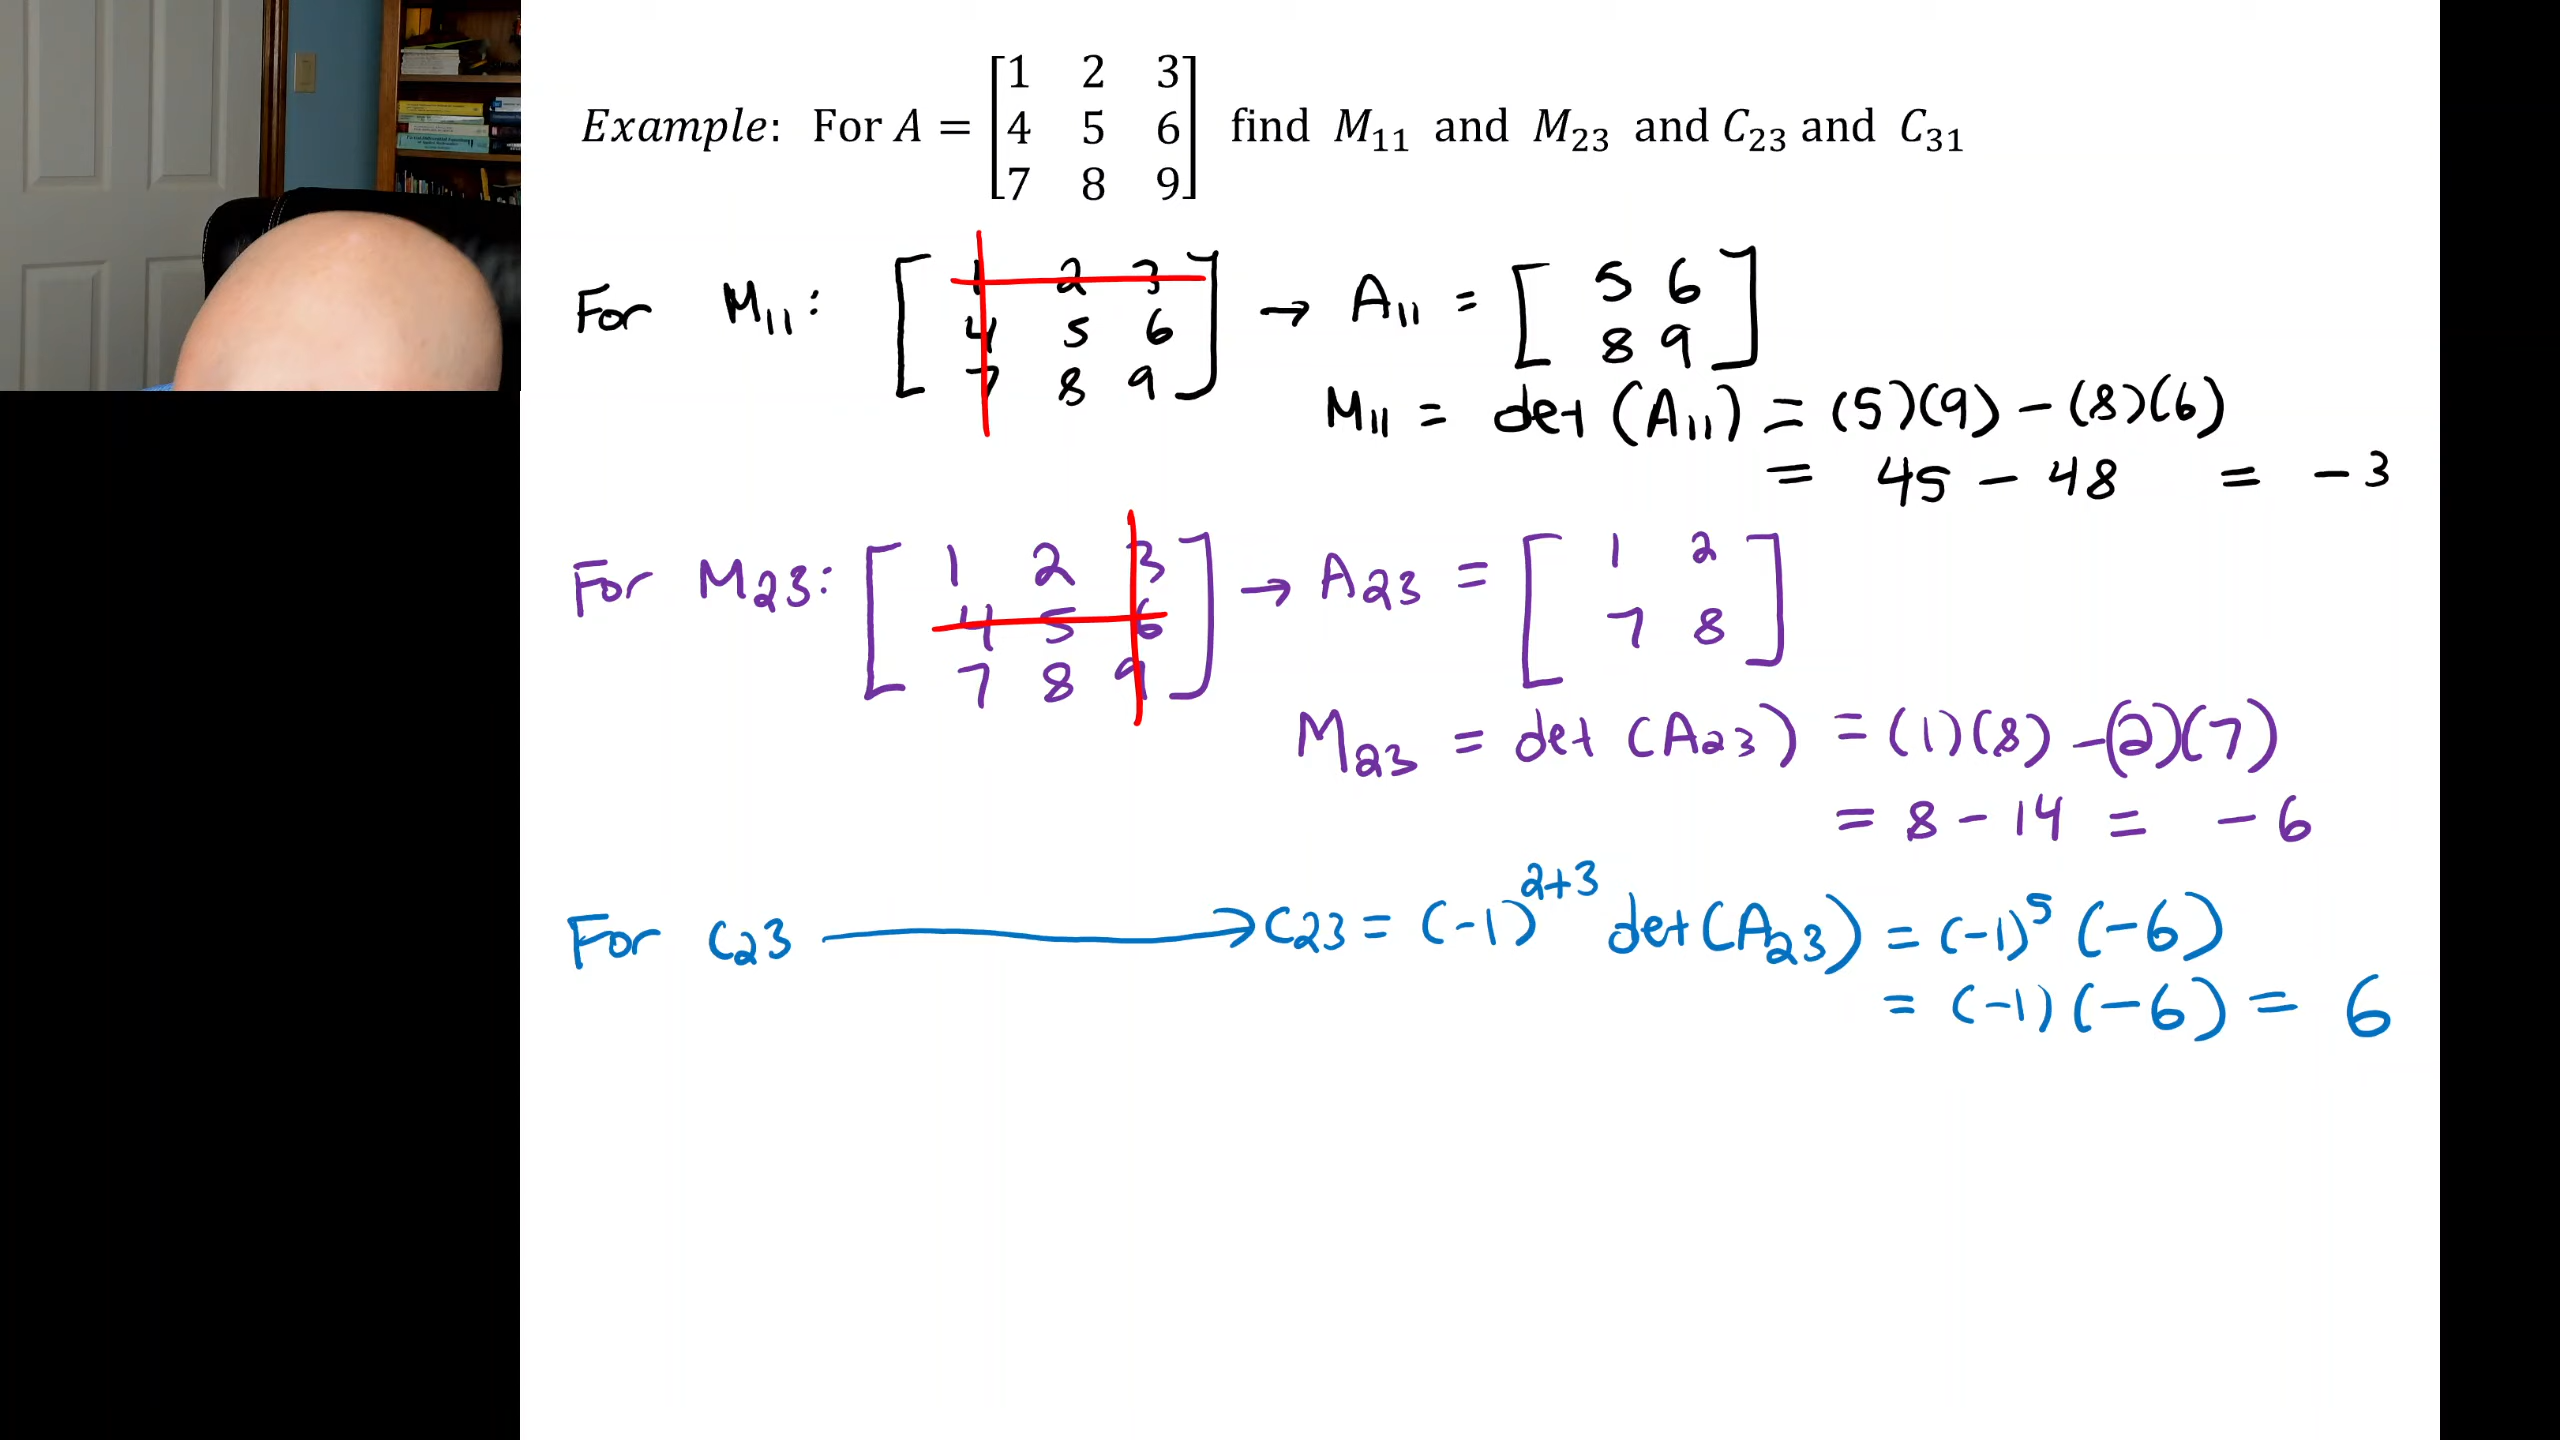 Example: For A = [1 2 3; 4 5 6; 7 8 9] find M₁₁ and M₂₃ and C₂₃ and C₃₁
For M₁₁: [1 2 3; 4 5 6; 7 8 9] → A₁₁ = [5 6; 8 9]
M₁₁ = det (A₁₁) = (5)(9) - (8)(6)
= 45 - 48 = -3
For M₂₃: [1 2 3; 4 5 6; 7 8 9] → A₂₃ = [1 2; 7 8]
M₂₃ = det (A₂₃) = (1)(8) - (2)(7)
= 8 - 14 = -6
For C₂₃ → C₂₃ = (-1)²⁺³ det (A₂₃) = (-1)⁵ (-6)
= (-1) (-6) = 6